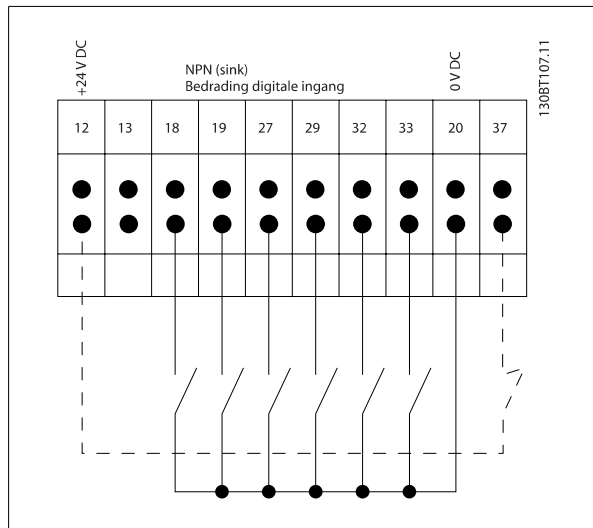 +24 V DC
NPN (sink)
Bedrading digitale ingang
0 V DC
130BT107.11
12 13 18 19 27 29 32 33 20 37